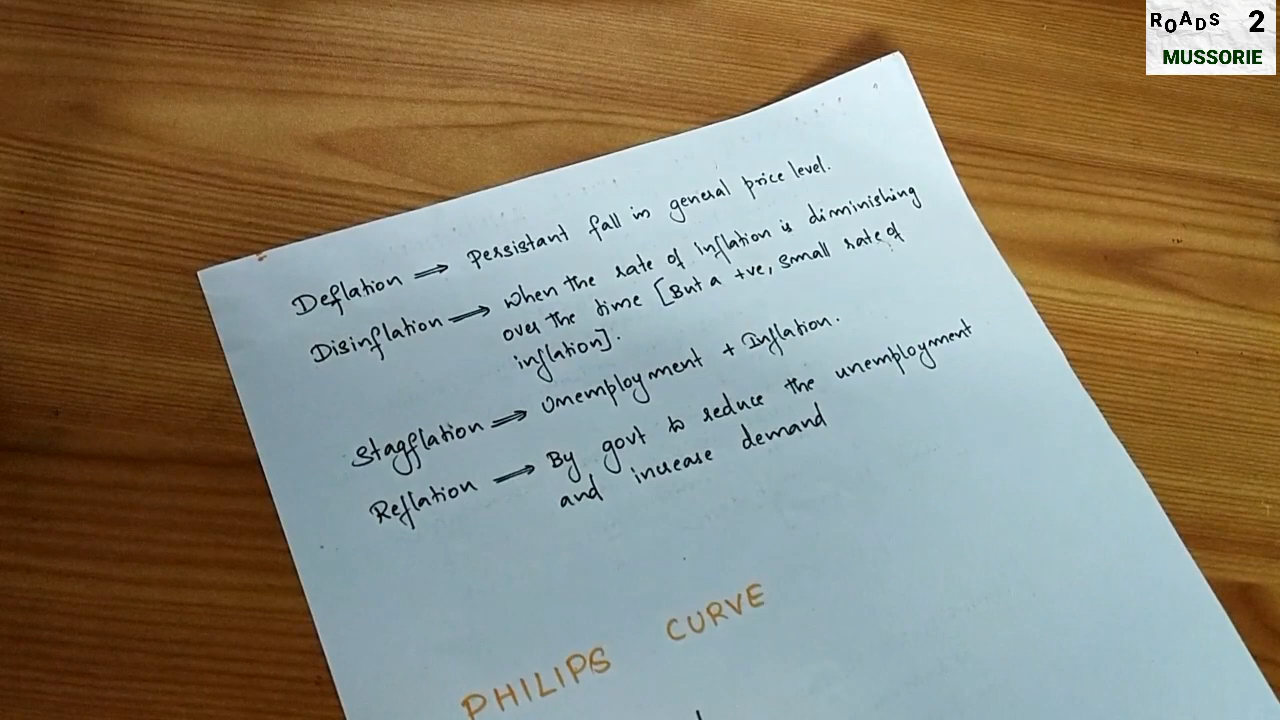 ROADS 2
MUSSORIE
Deflation ⟹ Persistant fall in general price level.
Disinflation ⟹ When the rate of inflation is diminishing
over the time [But a +ve, small rate of
inflation].
Stagflation ⟹ Unemployment + Inflation.
Reflation ⟹ By govt to reduce the unemployment
and increase demand
PHILIPS CURVE